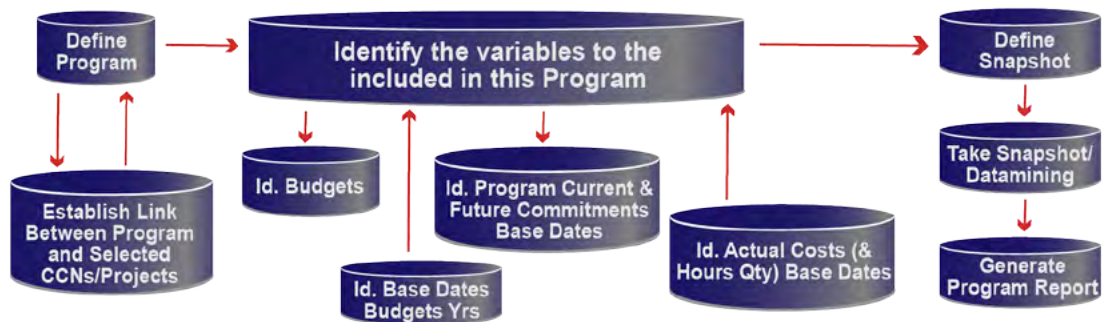 Define
Program
Identify the variables to the
included in this Program
Define
Snapshot
Id. Budgets
Id. Program Current &
Future Commitments
Base Dates
Take Snapshot/
Datamining
Establish Link
Between Program
and Selected
CCNs/Projects
Id. Base Dates
Budgets Yrs
Id. Actual Costs (&
Hours Qty) Base Dates
Generate
Program Report